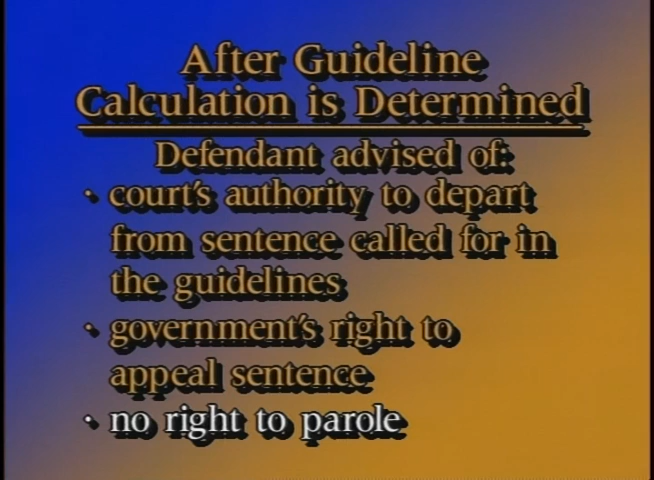 After Guideline
Calculation is Determined
Defendant advised of:
· court's authority to depart
from sentence called for in
the guidelines
· government's right to
appeal sentence
· no right to parole